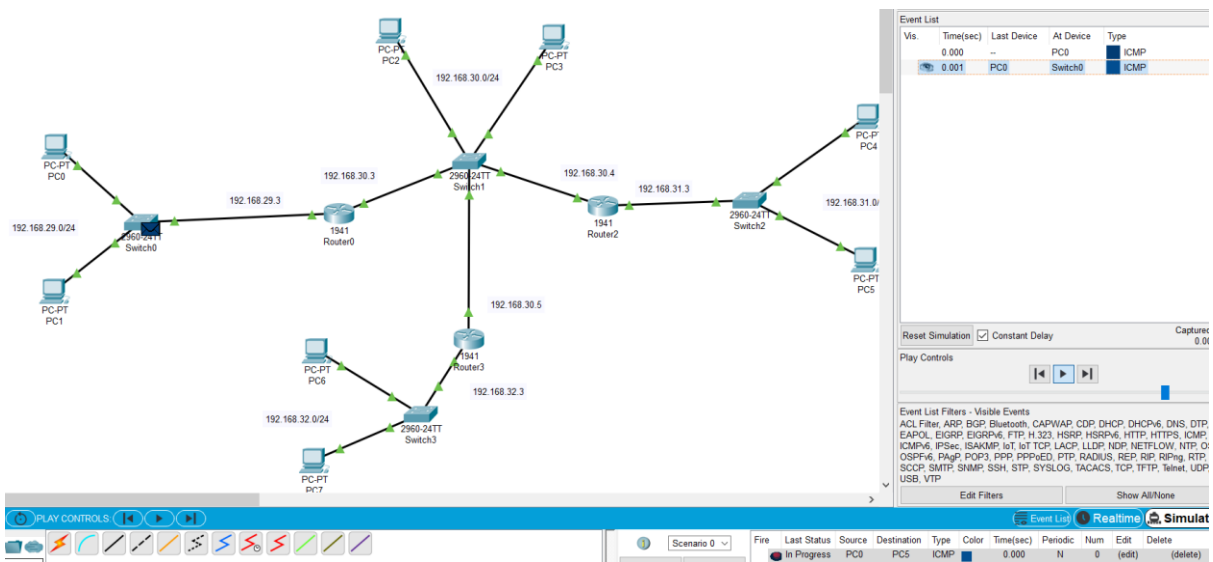 PC-PT
PC2
PC-PT
PC3
192.168.30.0/24
PC-PT
PC0
192.168.30.3
2960-24TT
Switch1
192.168.30.4
192.168.31.3
PC-PT
PC4
192.168.29.3
192.168.29.0/24
2960-24TT
Switch0
1941
Router0
1941
Router2
2960-24TT
Switch2
192.168.31.0/
PC-PT
PC1
PC-PT
PC5
192.168.30.5
PC-PT
PC6
1941
Router3
192.168.32.3
192.168.32.0/24
2960-24TT
Switch3
PC-PT
PC7
Event List
Vis. Time(sec) Last Device At Device Type
0.000 -- PC0 ICMP
0.001 PC0 Switch0 ICMP
Reset Simulation Constant Delay Captured
0.00
Play Controls
Event List Filters - Visible Events
ACL Filter, ARP, BGP, Bluetooth, CAPWAP, CDP, DHCP, DHCPv6, DNS, DTP,
EAPOL, EIGRP, EIGRPv6, FTP, H.323, HSRP, HSRPv6, HTTP, HTTPS, ICMP,
ICMPv6, IPSec, ISAKMP, IoT, IoT TCP, LACP, LLDP, NDP, NETFLOW, NTP, OS
OSPFv6, PAgP, POP3, PPP, PPPoED, PTP, RADIUS, REP, RIP, RIPng, RTP,
SCCP, SMTP, SNMP, SSH, STP, SYSLOG, TACACS, TCP, TFTP, Telnet, UDP,
USB, VTP
Edit Filters Show All/None
PLAY CONTROLS: Event List Realtime Simulat
Scenario 0
Fire Last Status Source Destination Type Color Time(sec) Periodic Num Edit Delete
In Progress PC0 PC5 ICMP 0.000 N 0 (edit) (delete)